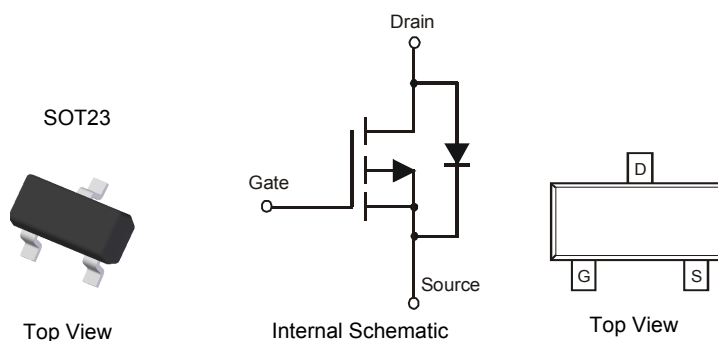 Drain
SOT23
D
Gate
G
S
Source
Top View
Internal Schematic
Top View